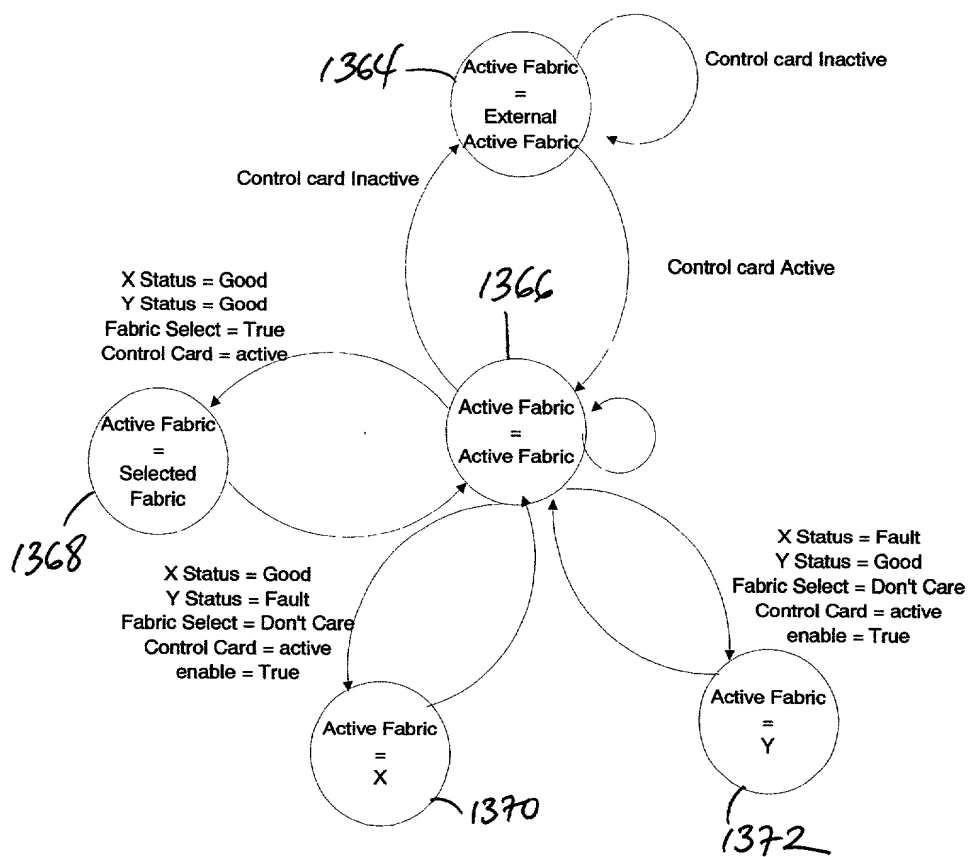 1364
Active Fabric
=
External
Active Fabric
Control card Inactive
Control card Inactive
Control card Active
1366
X Status = Good
Y Status = Good
Fabric Select = True
Control Card = active
Active Fabric
=
Active Fabric
Active Fabric
=
Selected
Fabric
1368
X Status = Good
Y Status = Fault
Fabric Select = Don't Care
Control Card = active
enable = True
X Status = Fault
Y Status = Good
Fabric Select = Don't Care
Control Card = active
enable = True
Active Fabric
=
X
1370
Active Fabric
=
Y
1372